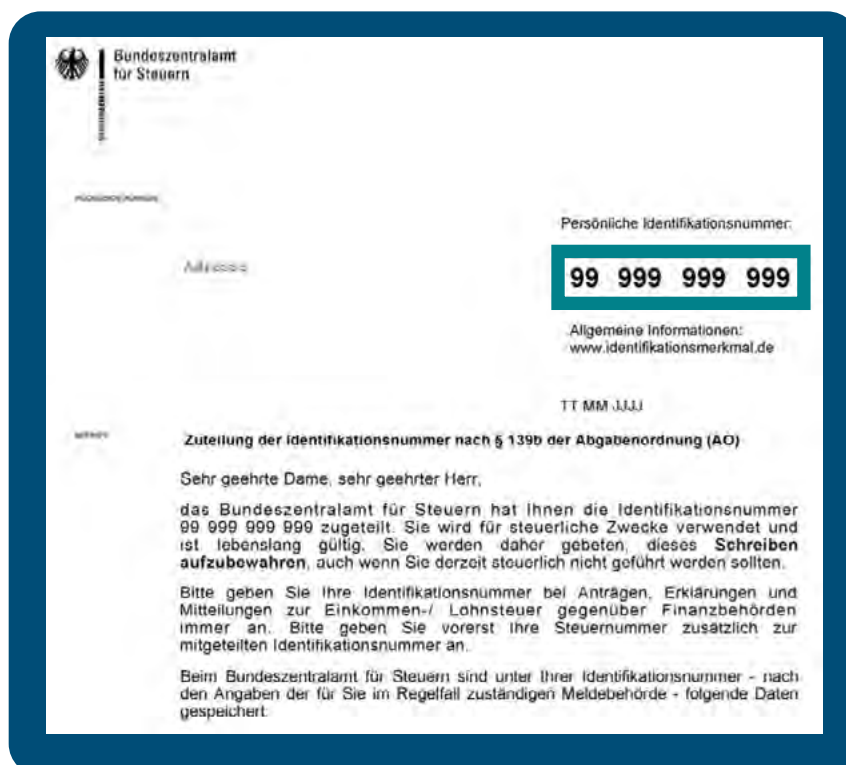 Bundeszentralamt
für Steuern
Persönliche Identifikationsnummer:
Adresse
99 999 999 999
Allgemeine Informationen:
www.identifikationsmerkmal.de
TT MM JJJJ
Zuteilung der Identifikationsnummer nach § 139b der Abgabenordnung (AO)
Sehr geehrte Dame, sehr geehrter Herr,
das Bundeszentralamt für Steuern hat Ihnen die Identifikationsnummer
99 999 999 999 zugeteilt. Sie wird für steuerliche Zwecke verwendet und
ist lebenslang gültig. Sie werden daher gebeten, dieses Schreiben
aufzubewahren, auch wenn Sie derzeit steuerlich nicht geführt werden sollten.
Bitte geben Sie Ihre Identifikationsnummer bei Anträgen, Erklärungen und
Mitteilungen zur Einkommen-/ Lohnsteuer gegenüber Finanzbehörden
immer an. Bitte geben Sie vorerst Ihre Steuernummer zusätzlich zur
mitgeteilten Identifikationsnummer an.
Beim Bundeszentralamt für Steuern sind unter Ihrer Identifikationsnummer - nach
den Angaben der für Sie im Regelfall zuständigen Meldebehörde - folgende Daten
gespeichert: